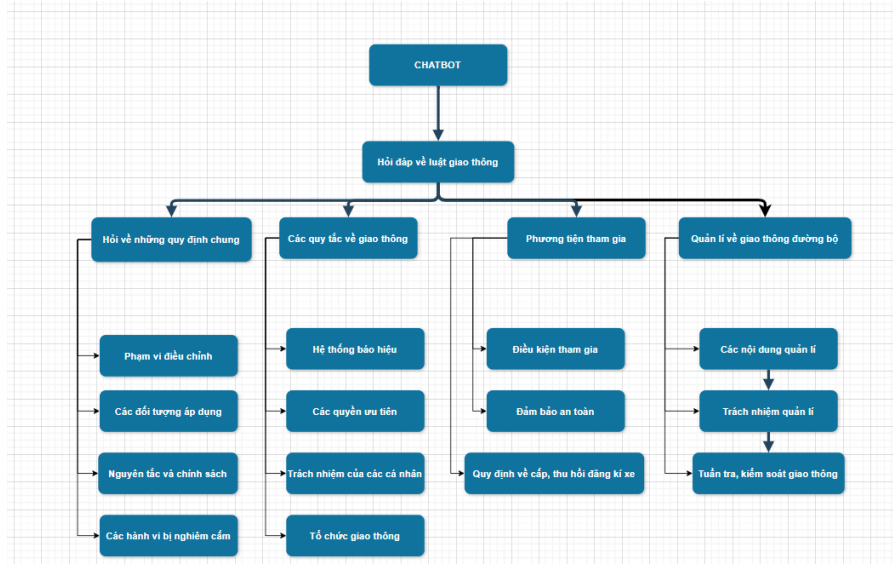 CHATBOT
Hỏi đáp về luật giao thông
Hỏi về những quy định chung
Các quy tắc về giao thông
Phương tiện tham gia
Quản lí về giao thông đường bộ
Phạm vi điều chỉnh
Hệ thống báo hiệu
Điều kiện tham gia
Các nội dung quản lí
Các đối tượng áp dụng
Các quyền ưu tiên
Đảm bảo an toàn
Trách nhiệm quản lí
Nguyên tắc và chính sách
Trách nhiệm của các cá nhân
Quy định về cấp, thu hồi đăng kí xe
Tuần tra, kiểm soát giao thông
Các hành vi bị nghiêm cấm
Tổ chức giao thông